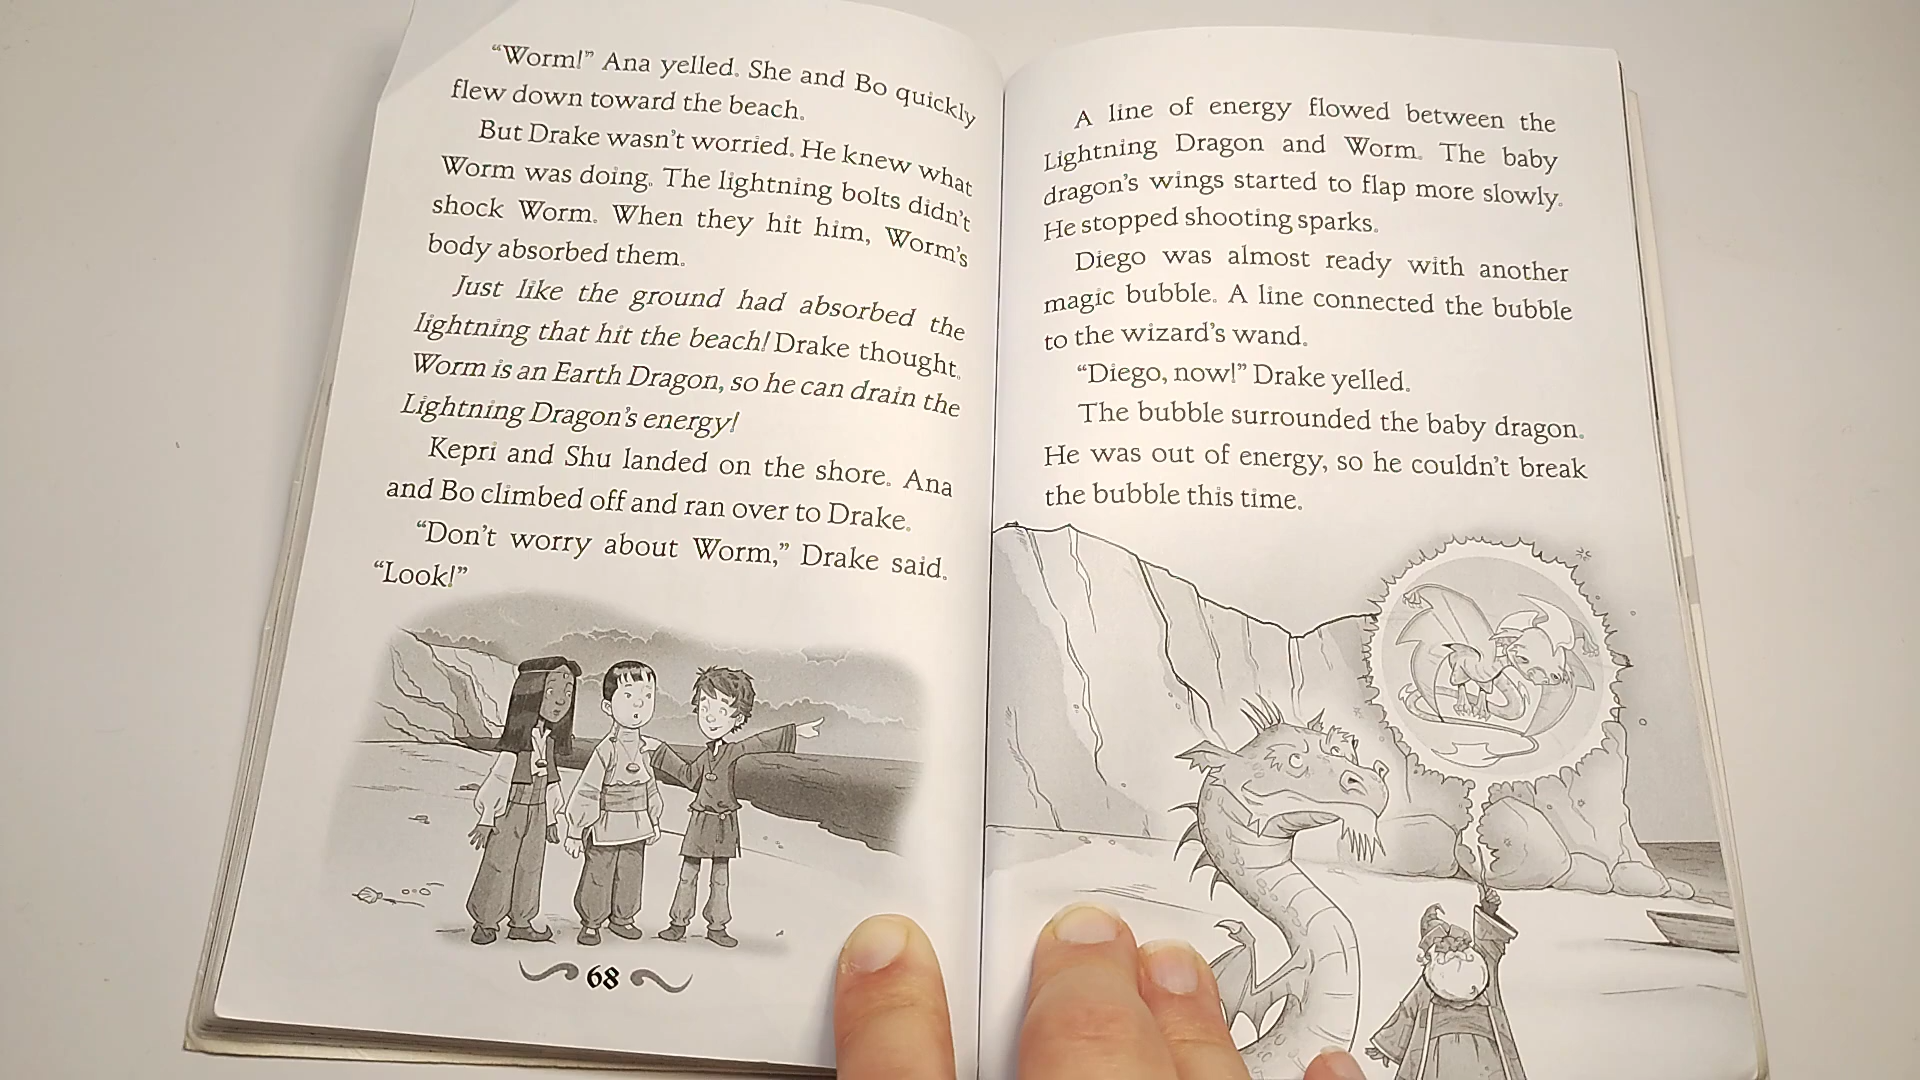 “Worm!” Ana yelled. She and Bo quickly
flew down toward the beach.
But Drake wasn’t worried. He knew what
Worm was doing. The lightning bolts didn’t
shock Worm. When they hit him, Worm’s
body absorbed them.
Just like the ground had absorbed the
lightning that hit the beach! Drake thought.
Worm is an Earth Dragon, so he can drain the
Lightning Dragon’s energy!
Kepri and Shu landed on the shore. Ana
and Bo climbed off and ran over to Drake.
“Don’t worry about Worm,” Drake said.
“Look!”
68
A line of energy flowed between the
Lightning Dragon and Worm. The baby
dragon’s wings started to flap more slowly.
He stopped shooting sparks.
Diego was almost ready with another
magic bubble. A line connected the bubble
to the wizard’s wand.
“Diego, now!” Drake yelled.
The bubble surrounded the baby dragon.
He was out of energy, so he couldn’t break
the bubble this time.